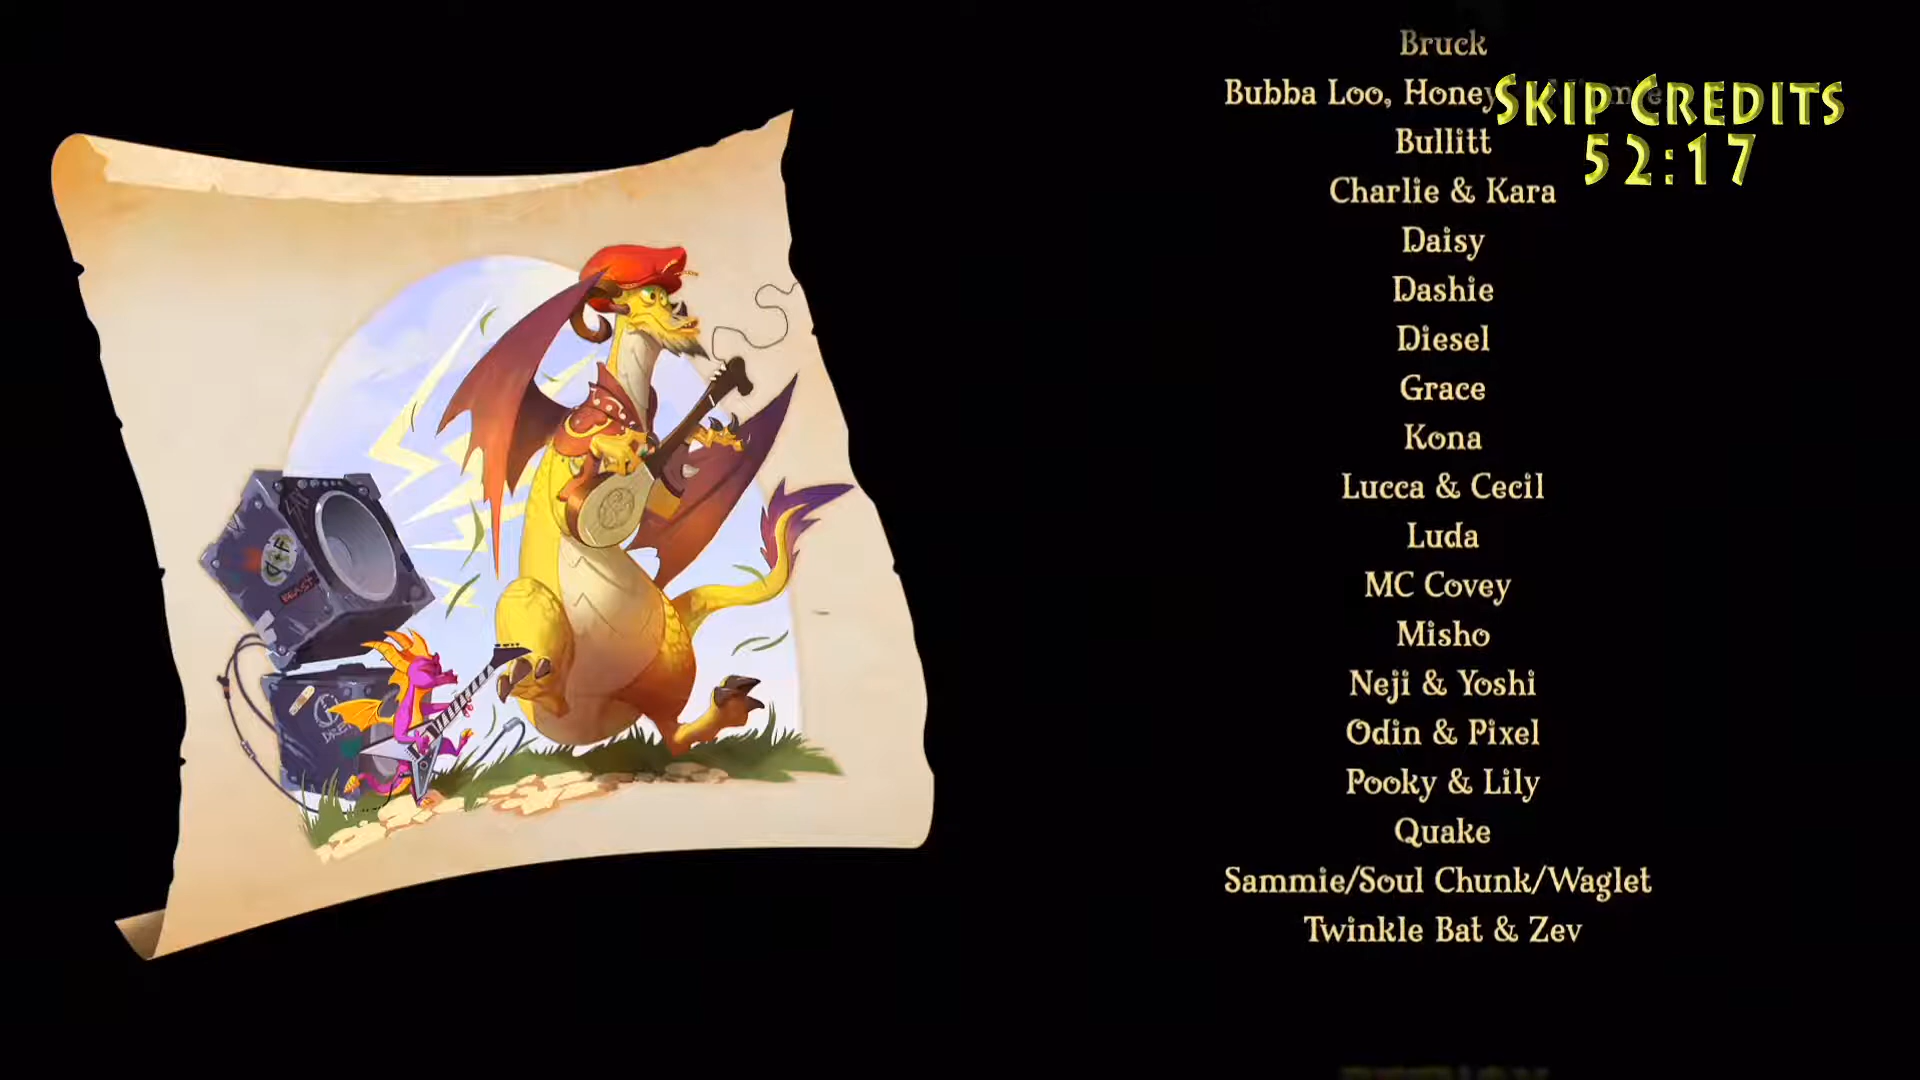 Bruck
Bubba Loo, Honey
SKIP CREDITS
52:17
Bullitt
Charlie & Kara
Daisy
Dashie
Diesel
Grace
Kona
Lucca & Cecil
Luda
MC Covey
Misho
Neji & Yoshi
Odin & Pixel
Pooky & Lily
Quake
Sammie/Soul Chunk/Waglet
Twinkle Bat & Zev